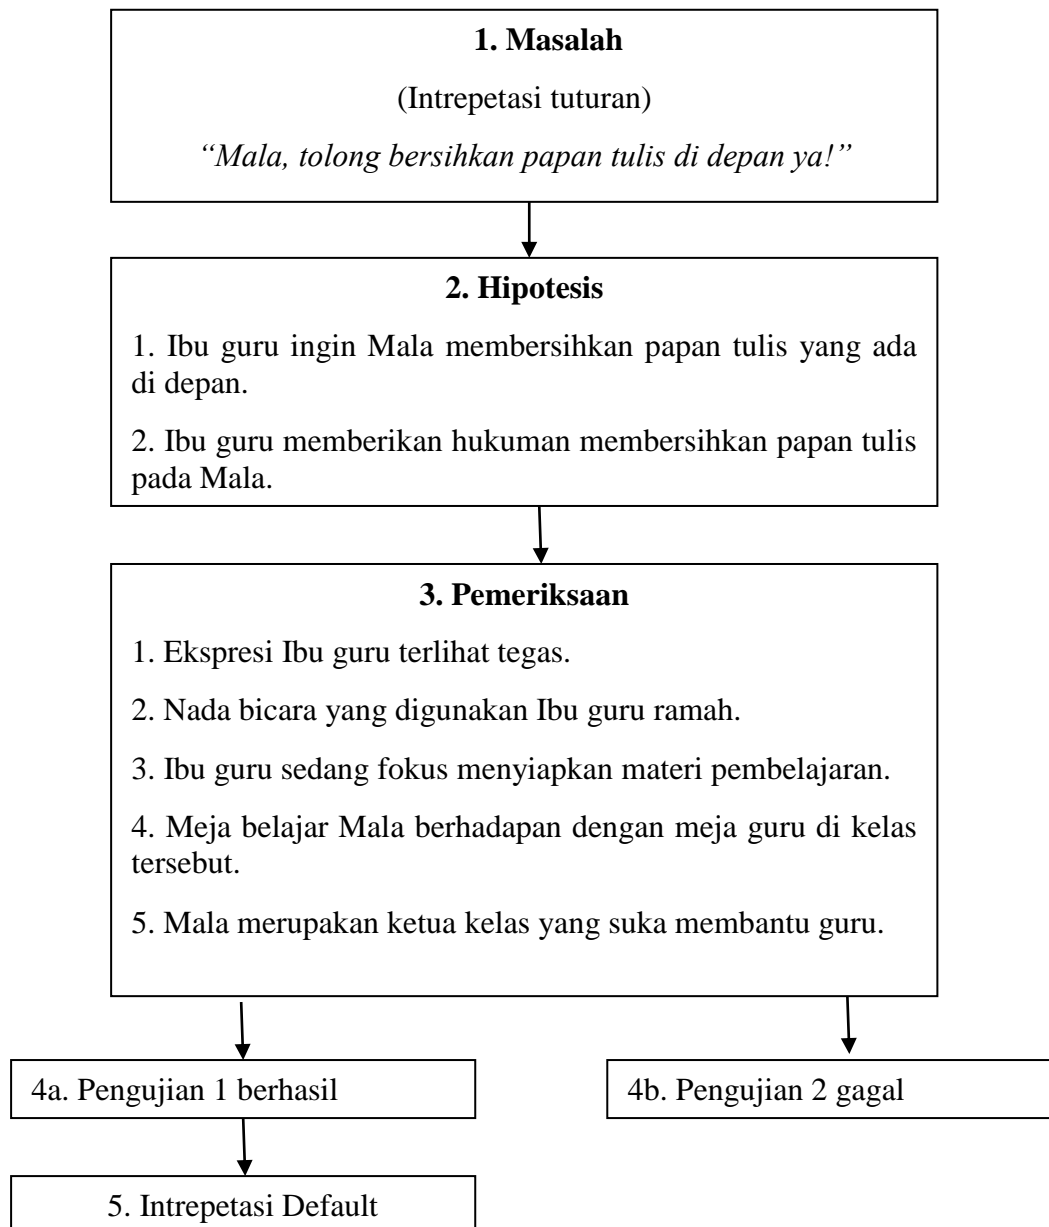 1. Masalah
(Intrepetasi tuturan)
“Mala, tolong bersihkan papan tulis di depan ya!”
2. Hipotesis
1. Ibu guru ingin Mala membersihkan papan tulis yang ada
di depan.
2. Ibu guru memberikan hukuman membersihkan papan tulis
pada Mala.
3. Pemeriksaan
1. Ekspresi Ibu guru terlihat tegas.
2. Nada bicara yang digunakan Ibu guru ramah.
3. Ibu guru sedang fokus menyiapkan materi pembelajaran.
4. Meja belajar Mala berhadapan dengan meja guru di kelas
tersebut.
5. Mala merupakan ketua kelas yang suka membantu guru.
4a. Pengujian 1 berhasil
4b. Pengujian 2 gagal
5. Intrepetasi Default